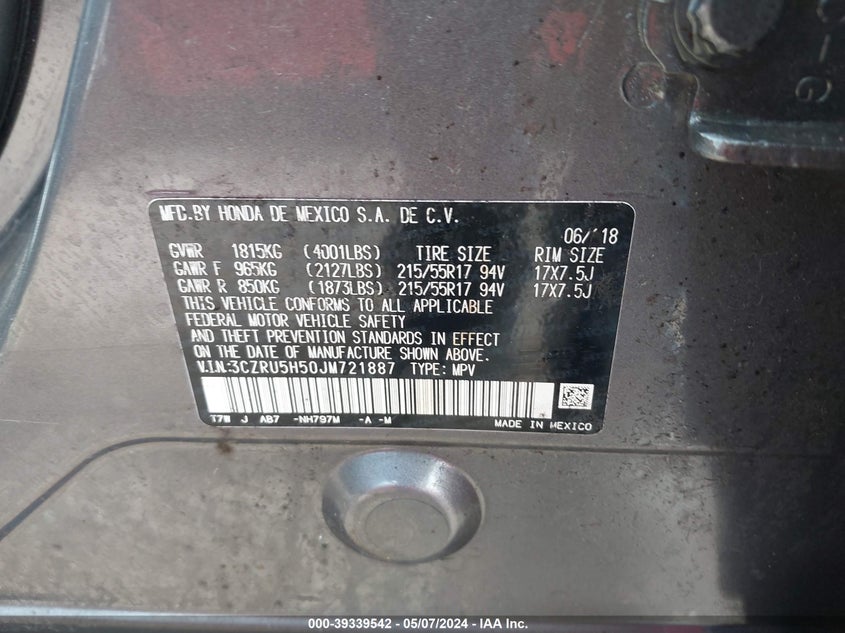 MFD.BY HONDA DE MEXICO S.A. DE C.V.
06/'18
GVWR 1815KG (4001LBS) TIRE SIZE RIM SIZE
GAWR F 965KG (2127LBS) 215/55R17 94V 17X7.5J
GAWR R 850KG (1873LBS) 215/55R17 94V 17X7.5J
THIS VEHICLE CONFORMS TO ALL APPLICABLE
FEDERAL MOTOR VEHICLE SAFETY
AND THEFT PREVENTION STANDARDS IN EFFECT
ON THE DATE OF MANUFACTURE SHOWN ABOVE.
V.I.N:3CZRU5H50JM721887 TYPE: MPV
T7W J AB7 -NH797M -A -M
MADE IN MEXICO
000-39339542 - 05/07/2024 - IAA Inc.